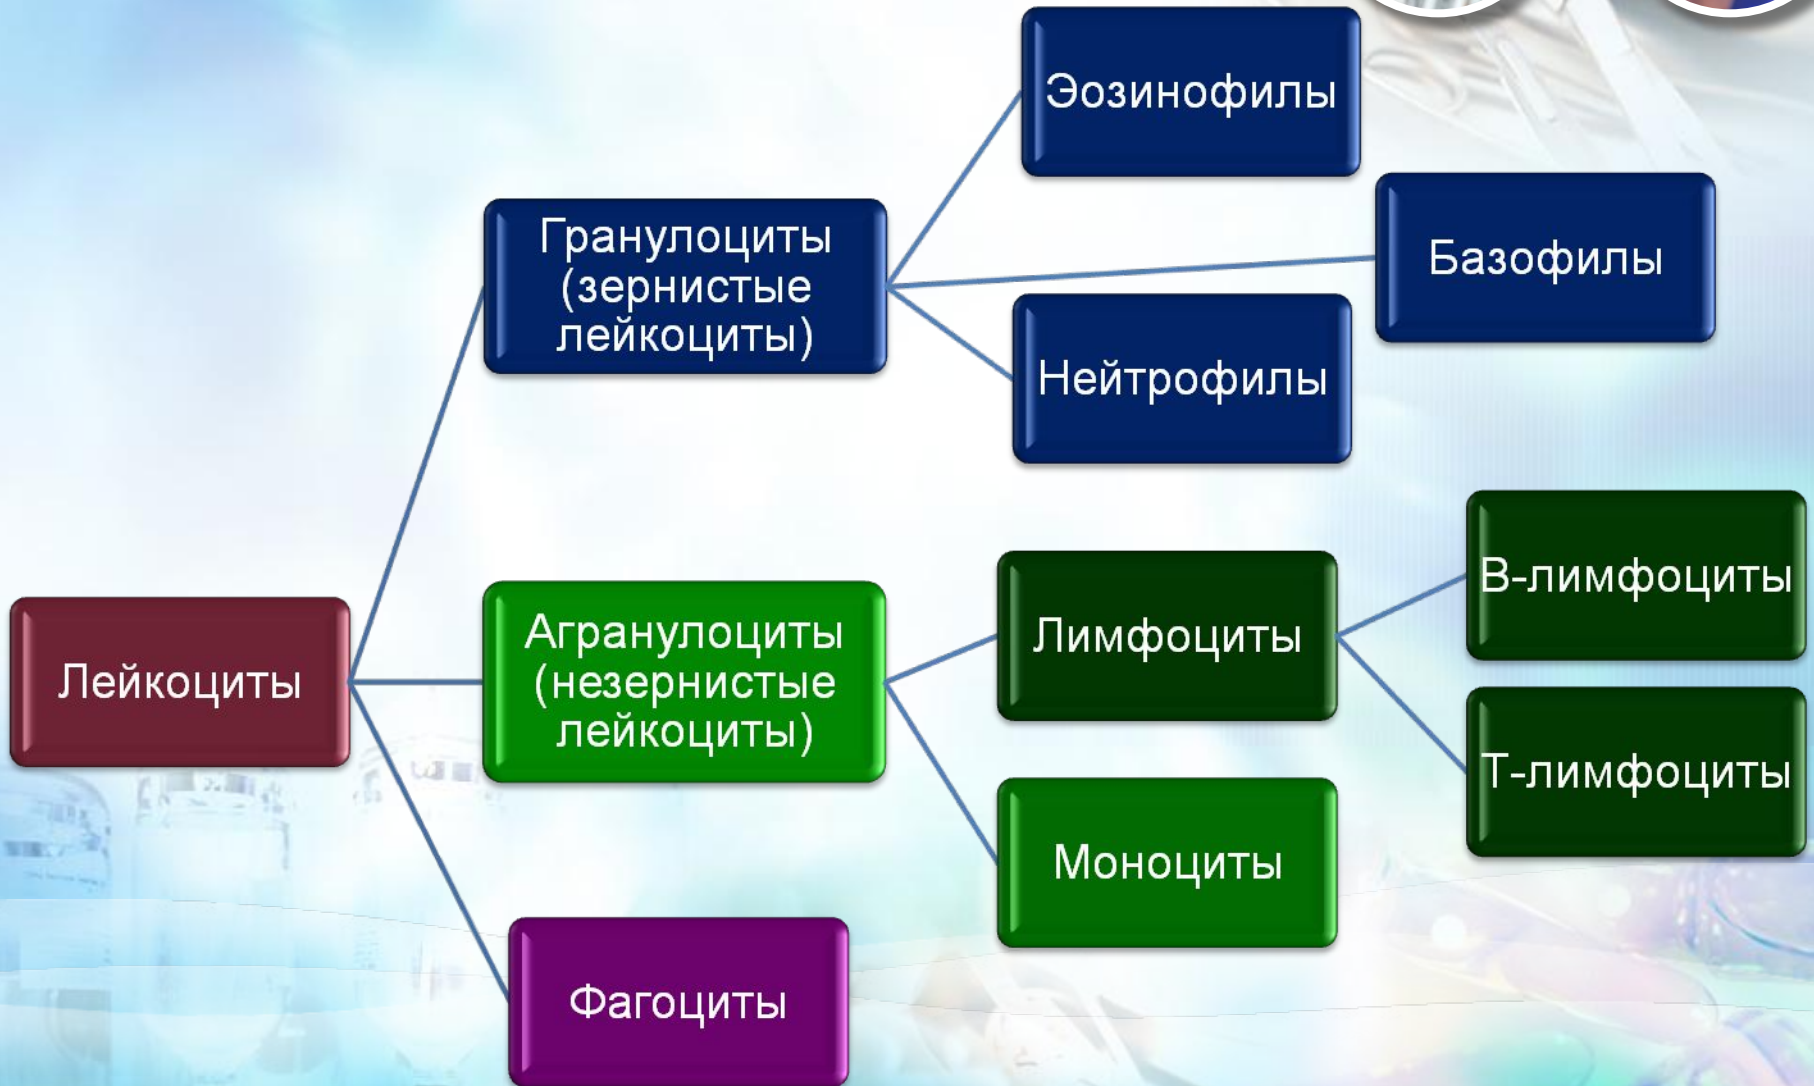 Эозинофилы
Гранулоциты
(зернистые
лейкоциты)
Базофилы
Нейтрофилы
Лейкоциты
Агранулоциты
(незернистые
лейкоциты)
Лимфоциты
В-лимфоциты
Т-лимфоциты
Моноциты
Фагоциты